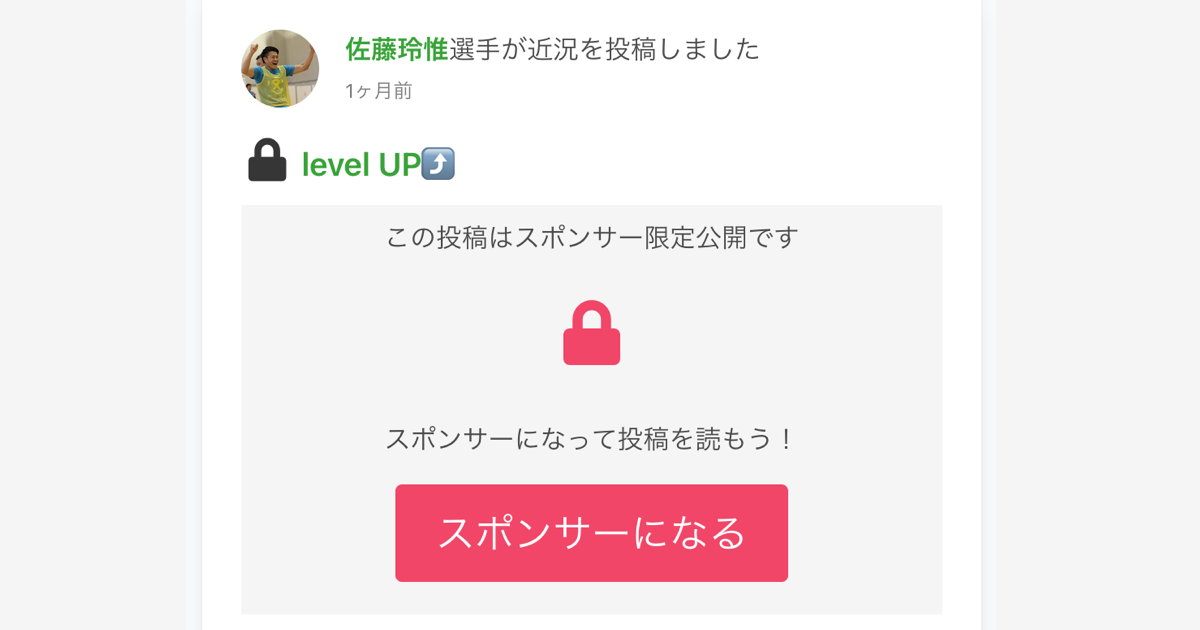 佐藤玲惟選手が近況を投稿しました
1ヶ月前
level UP⤴️
この投稿はスポンサー限定公開です
スポンサーになって投稿を読もう！
スポンサーになる